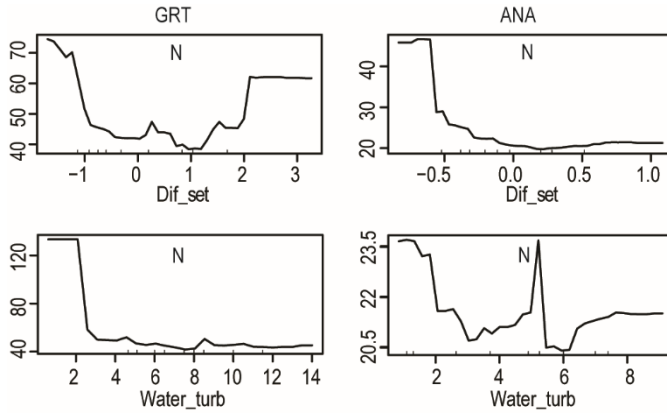 GRT ANA
70
60
50
40
N
−1 0 1 2 3
Dif_set
40
30
20
N
−0.5 0.0 0.5 1.0
Dif_set
120
80
40
N
2 4 6 8 10 12 14
Water_turb
23.5
22
20.5
N
2 4 6 8
Water_turb